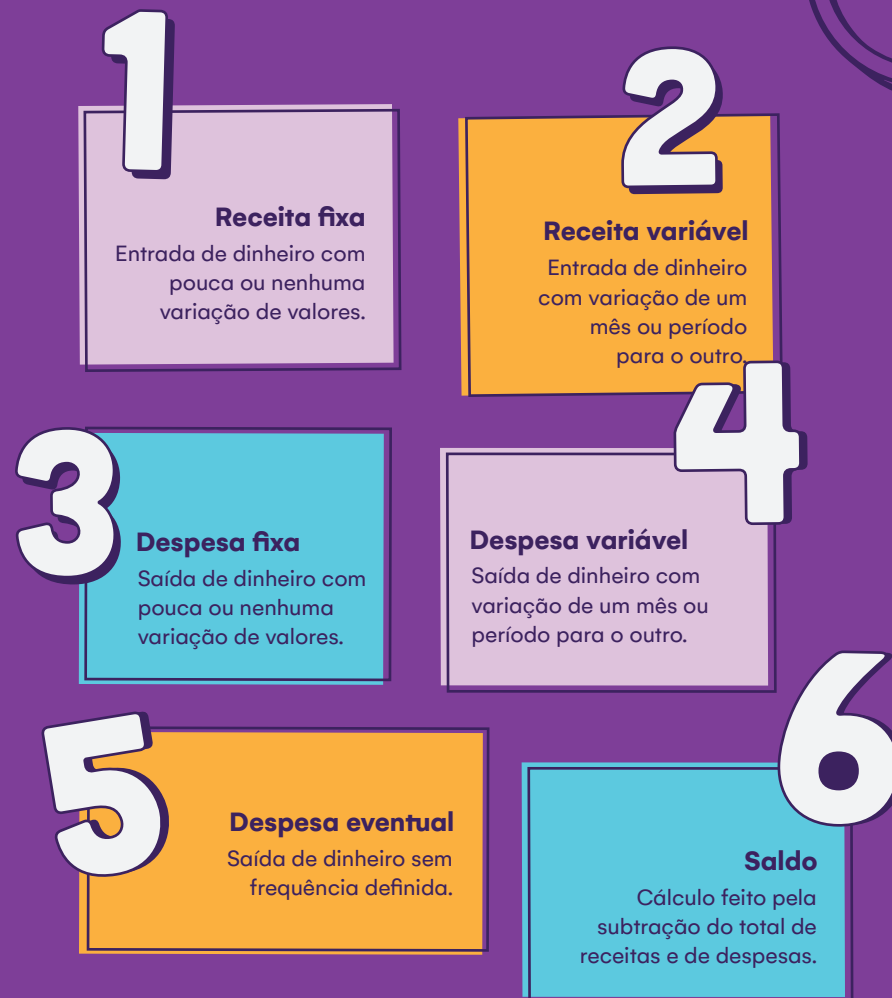 1
Receita fixa
Entrada de dinheiro com
pouca ou nenhuma
variação de valores.
2
Receita variável
Entrada de dinheiro
com variação de um
mês ou período
para o outro.
3
Despesa fixa
Saída de dinheiro com
pouca ou nenhuma
variação de valores.
4
Despesa variável
Saída de dinheiro com
variação de um mês ou
período para o outro.
5
Despesa eventual
Saída de dinheiro sem
frequência definida.
6
Saldo
Cálculo feito pela
subtração do total de
receitas e de despesas.